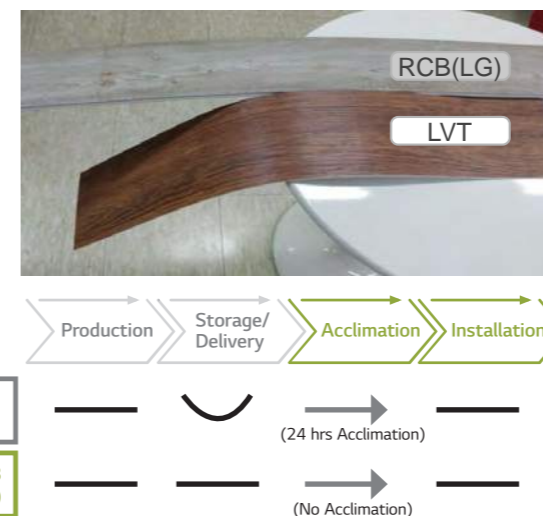 RCB(LG)
LVT
Production
Storage/
Delivery
Acclimation
Installation
(24 hrs Acclimation)
(No Acclimation)